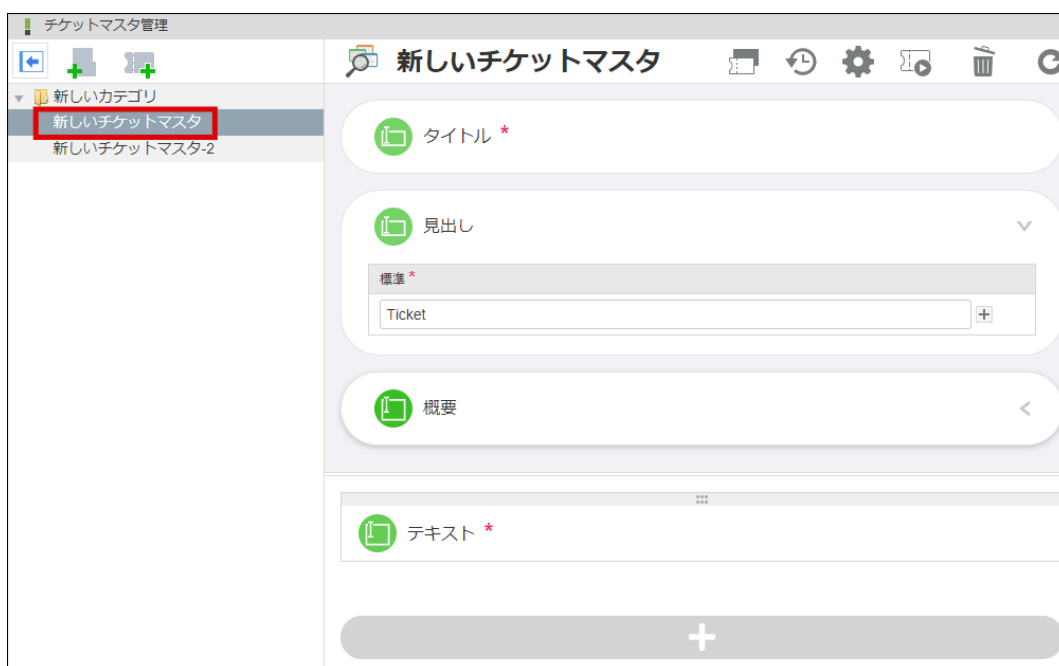 チケットマスタ管理
新しいチケットマスタ
新しいカテゴリ
新しいチケットマスタ
新しいチケットマスタ-2
タイトル *
見出し
標準 *
Ticket
概要
テキスト *